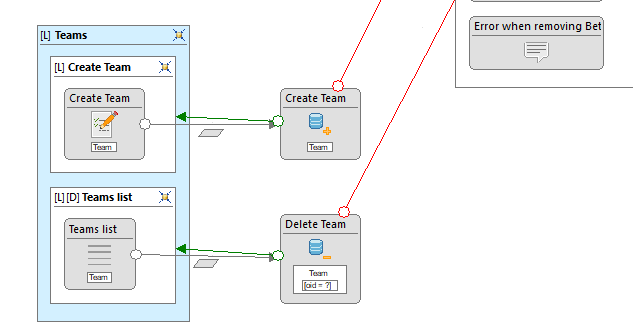 [L] Teams
[L] Create Team
Create Team
Team
[L][D] Teams list
Teams list
Team
Create Team
Team
Delete Team
Team
[oid = ?]
Error when removing Bet